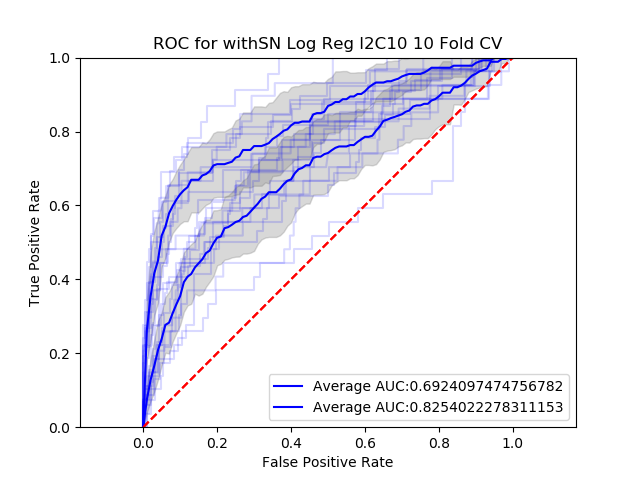 ROC for withSN Log Reg l2C10 10 Fold CV
True Positive Rate
1.0
0.8
0.6
0.4
0.2
0.0
Average AUC:0.6924097474756782
Average AUC:0.8254022278311153
0.0 0.2 0.4 0.6 0.8 1.0
False Positive Rate